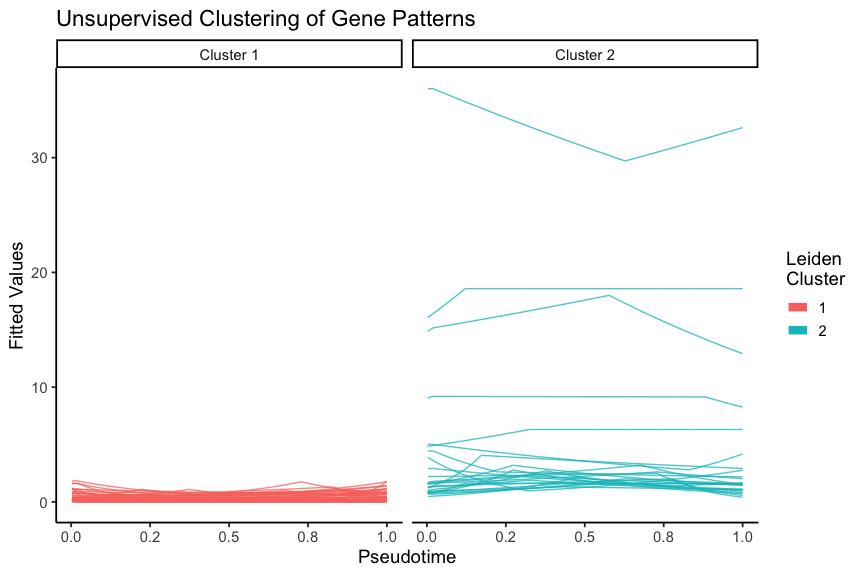 Unsupervised Clustering of Gene Patterns
Cluster 1
Cluster 2
Fitted Values
30
20
10
0
0.0 0.2 0.5 0.8 1.0
0.0 0.2 0.5 0.8 1.0
Pseudotime
Leiden
Cluster
1
2